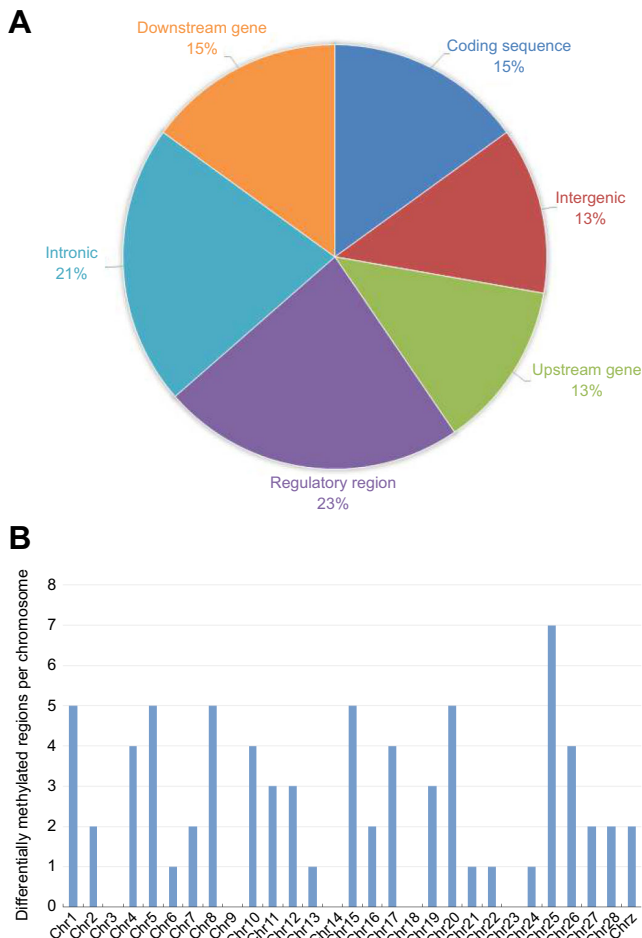 A
Downstream gene
15%
Coding sequence
15%
Intergenic
13%
Intronic
21%
Upstream gene
13%
Regulatory region
23%
B
Differentially methylated regions per chromosome
8
7
6
5
4
3
2
1
0
Chr1
Chr2
Chr3
Chr4
Chr5
Chr6
Chr7
Chr8
Chr9
Chr10
Chr11
Chr12
Chr13
Chr14
Chr15
Chr16
Chr17
Chr18
Chr19
Chr20
Chr21
Chr22
Chr23
Chr24
Chr25
Chr26
Chr27
Chr28
Chrz